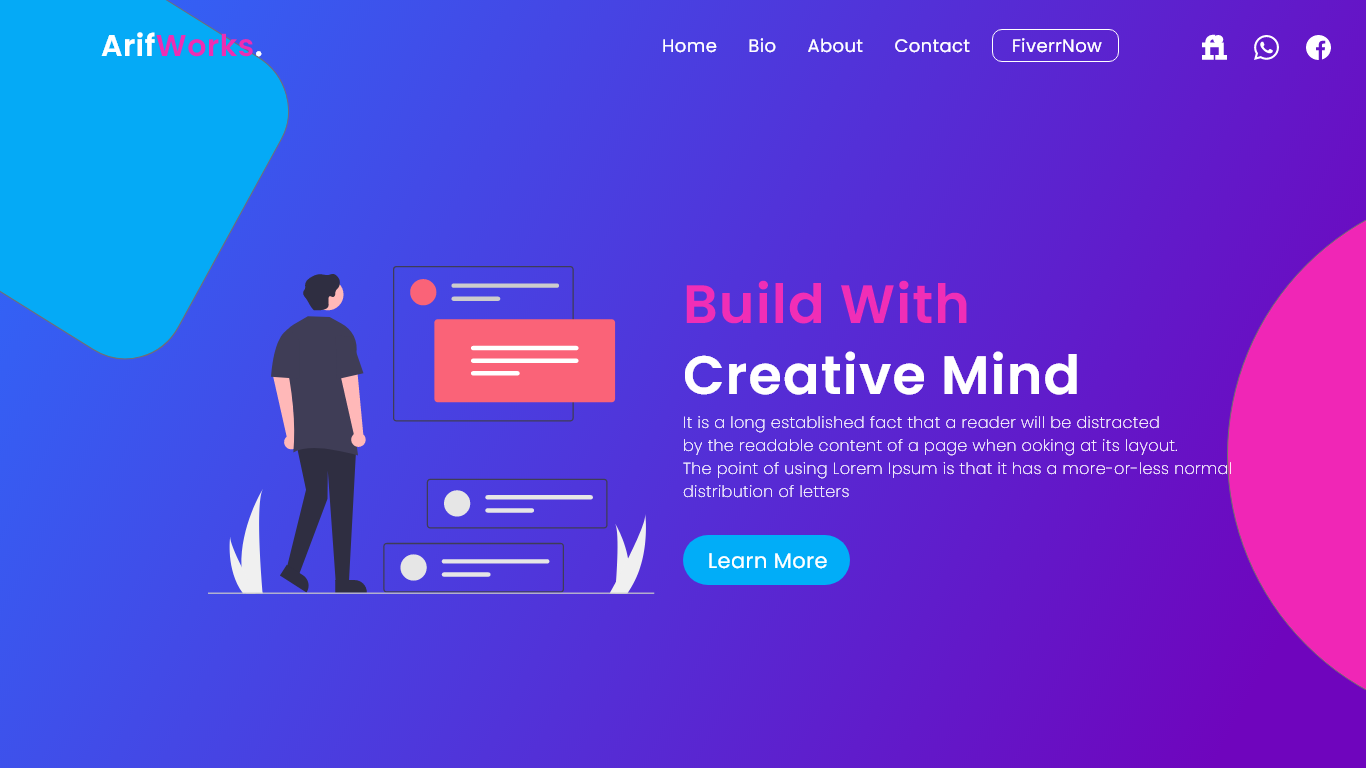 ArifWorks.
Home Bio About Contact FiverrNow
Build With
Creative Mind
It is a long established fact that a reader will be distracted
by the readable content of a page when ooking at its layout.
The point of using Lorem Ipsum is that it has a more-or-less normal
distribution of letters
Learn More